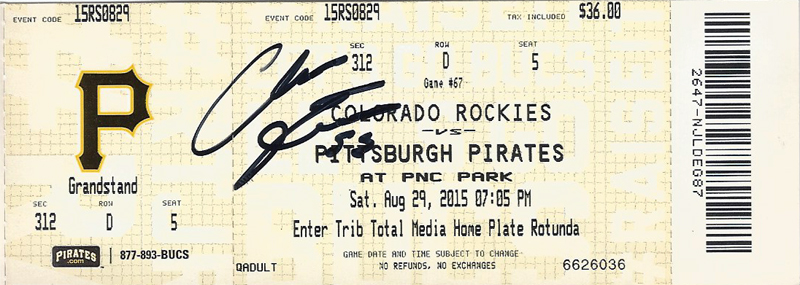 EVENT CODE 15RS0829
P
Grandstand
SEC ROW SEAT
312 D 5
PIRATES.com | 877-893-BUCS
EVENT CODE 15RS0829 TAX INCLUDED $36.00
SEC ROW SEAT
312 D 5
Game #67
COLORADO ROCKIES
-VS-
PITTSBURGH PIRATES
AT PNC PARK
Sat. Aug 29, 2015 07:05 PM
Enter Trib Total Media Home Plate Rotunda
GAME DATE AND TIME SUBJECT TO CHANGE
NO REFUNDS, NO EXCHANGES
QADULT 6626036
2647-NJLDEG87